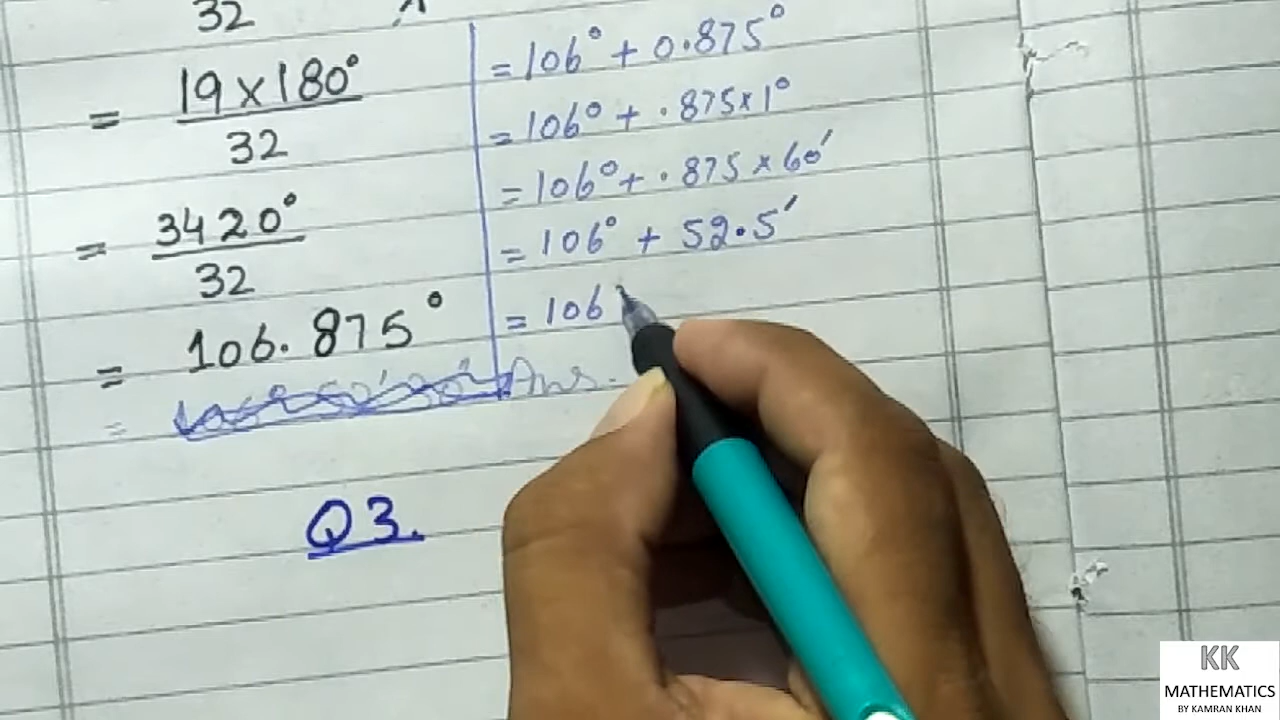 32
= 19 x 180°
32
= 3420°
32
= 106.875°
=
= 106° + 0.875°
= 106° + .875 x 1°
= 106° + .875 x 60′
= 106° + 52.5′
= 106
Ans.
Q3.
KK
MATHEMATICS
BY KAMRAN KHAN